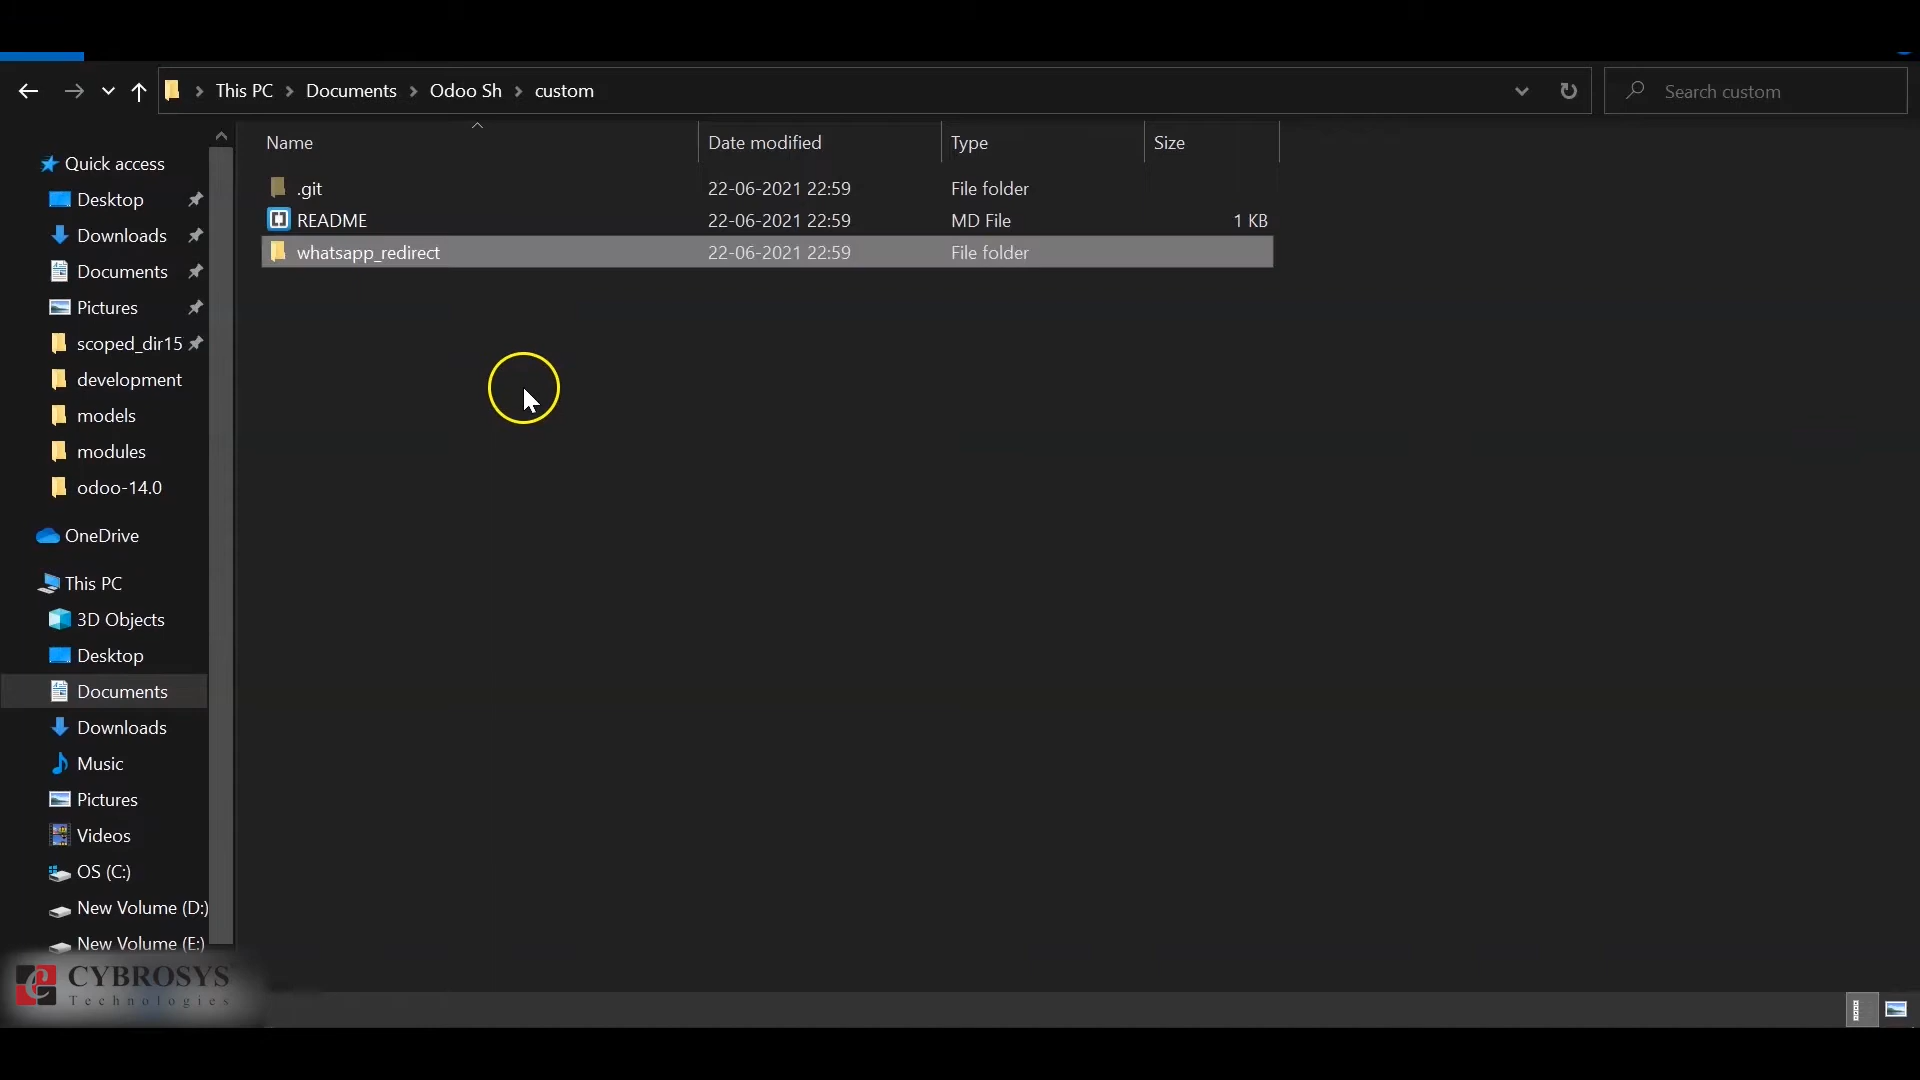 This PC Documents Odoo Sh custom
Search custom
Name Date modified Type Size
.git 22-06-2021 22:59 File folder
README 22-06-2021 22:59 MD File 1 KB
whatsapp_redirect 22-06-2021 22:59 File folder
Quick access
Desktop
Downloads
Documents
Pictures
scoped_dir15
development
models
modules
odoo-14.0
OneDrive
This PC
3D Objects
Desktop
Documents
Downloads
Music
Pictures
Videos
OS (C:)
New Volume (D:)
New Volume (E:)
CYBROSYS
Technologies